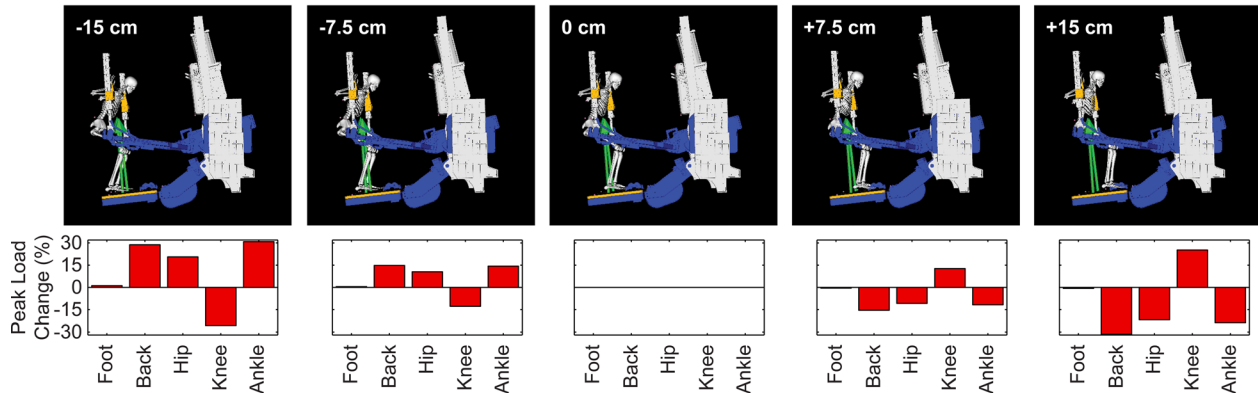 -15 cm
-7.5 cm
0 cm
+7.5 cm
+15 cm
Peak Load
Change (%)
30
15
0
-15
-30
Foot
Back
Hip
Knee
Ankle
Foot
Back
Hip
Knee
Ankle
Foot
Back
Hip
Knee
Ankle
Foot
Back
Hip
Knee
Ankle
Foot
Back
Hip
Knee
Ankle